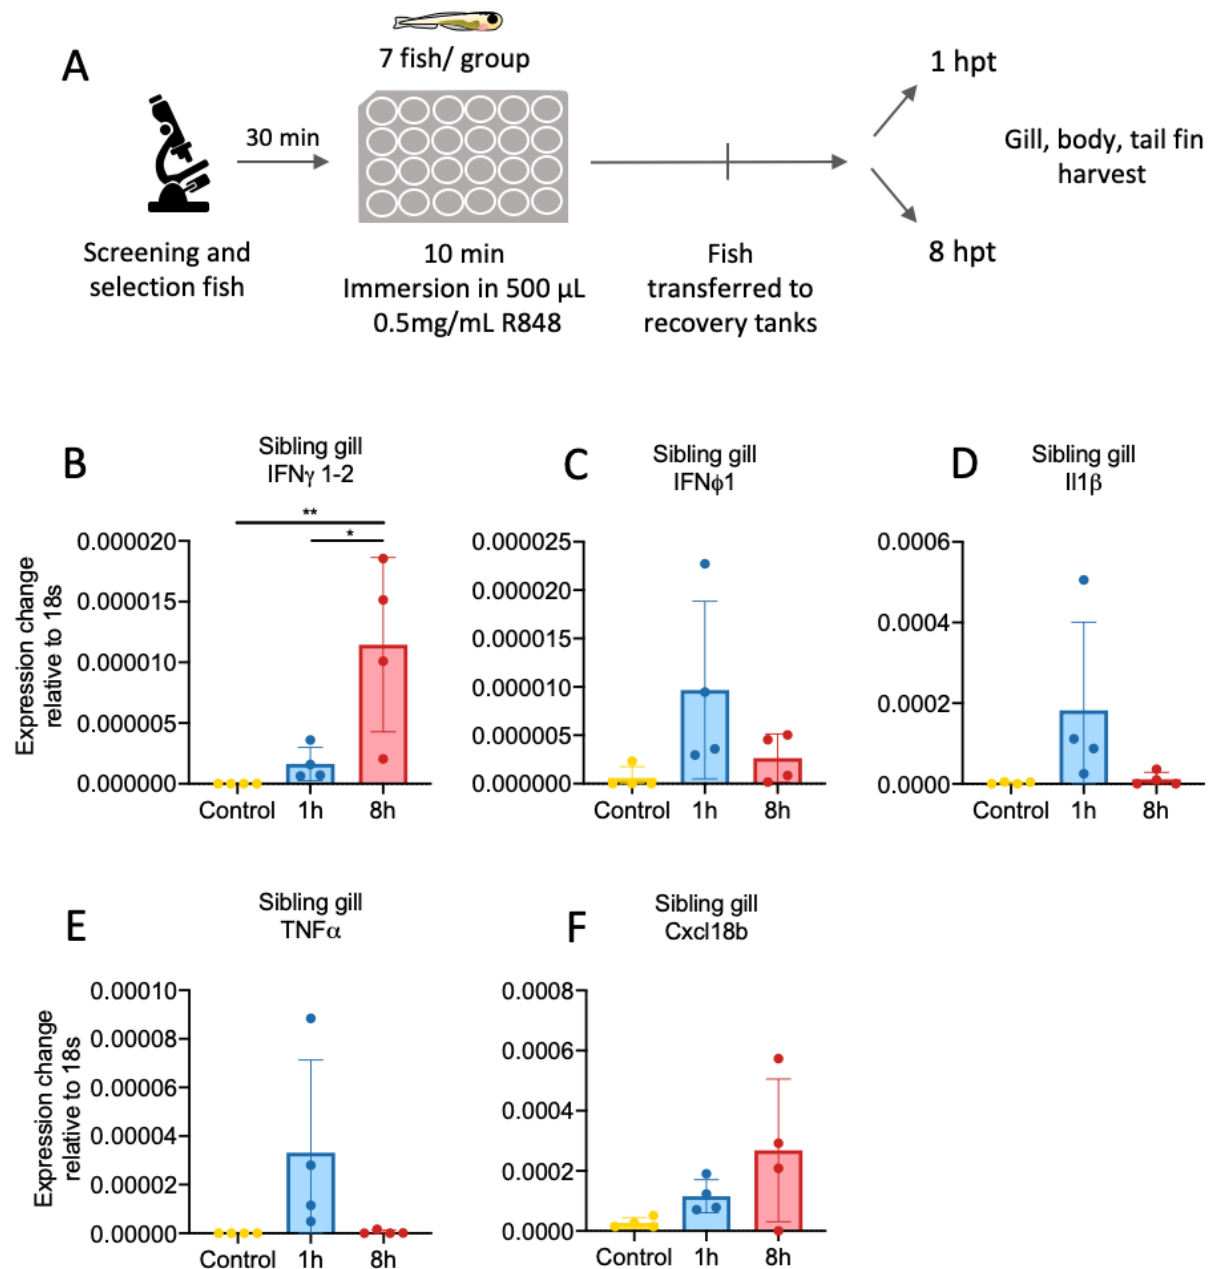 A
7 fish/ group
30 min
1 hpt
Gill, body, tail fin
harvest
8 hpt
Screening and
selection fish
10 min
Immersion in 500 µL
0.5mg/mL R848
Fish
transferred to
recovery tanks
B
Sibling gill
IFNγ 1-2
**
*
Expression change
relative to 18s
0.000020
0.000015
0.000010
0.000005
0.000000
Control 1h 8h
C
Sibling gill
IFNϕ1
0.000025
0.000020
0.000015
0.000010
0.000005
0.000000
Control 1h 8h
D
Sibling gill
Il1β
0.0006
0.0004
0.0002
0.0000
Control 1h 8h
E
Sibling gill
TNFα
Expression change
relative to 18s
0.00010
0.00008
0.00006
0.00004
0.00002
0.00000
Control 1h 8h
F
Sibling gill
Cxcl18b
0.0008
0.0006
0.0004
0.0002
0.0000
Control 1h 8h